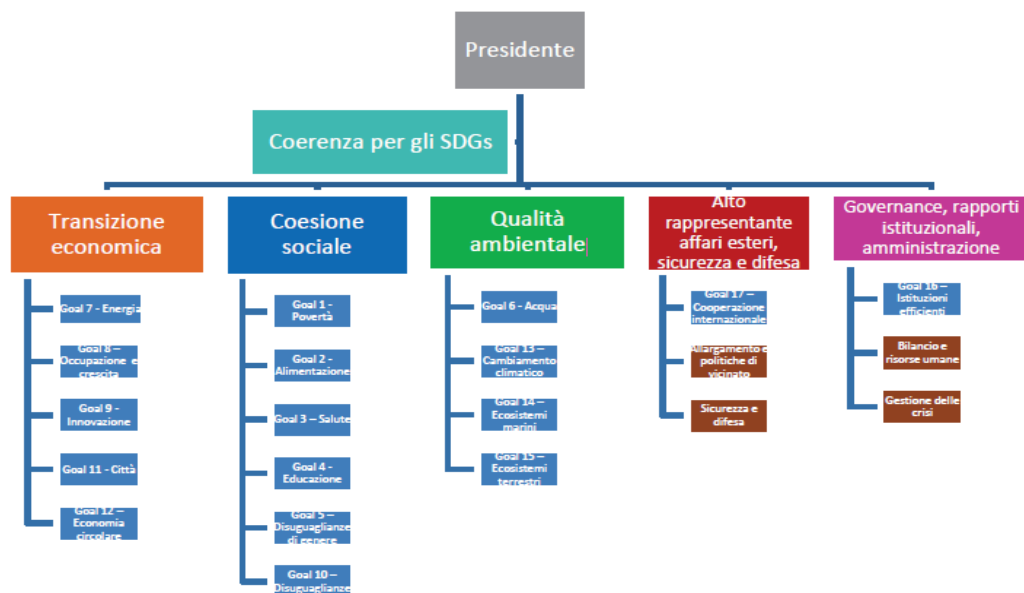 Presidente
Coerenza per gli SDGs
Transizione
economica
Goal 7 - Energia
Goal 8 –
Occupazione e
crescita
Goal 9 -
Innovazione
Goal 11 - Città
Goal 12 –
Economia
circolare
Coesione
sociale
Goal 1 -
Povertà
Goal 2 -
Alimentazione
Goal 3 – Salute
Goal 4 -
Educazione
Goal 5 –
Disuguaglianze
di genere
Goal 10 –
Disuguaglianze
Qualità
ambientale
Goal 6 - Acqua
Goal 13 –
Cambiamento
climatico
Goal 14 –
Ecosistemi
marini
Goal 15 –
Ecosistemi
terrestri
Alto
rappresentante
affari esteri,
sicurezza e difesa
Goal 17 –
Cooperazione
internazionale
Allargamento e
politiche di
vicinato
Sicurezza e
difesa
Governance, rapporti
istituzionali,
amministrazione
Goal 16 –
Istituzioni
efficienti
Bilancio e
risorse umane
Gestione delle
crisi